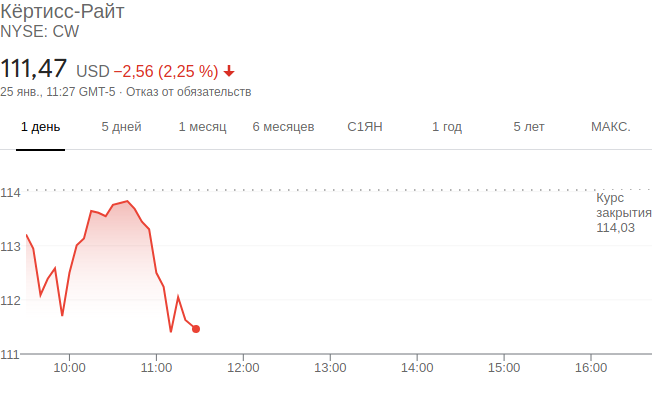 Кёртисс-Райт
NYSE: CW
111,47 USD −2,56 (2,25 %)
25 янв., 11:27 GMT-5 · Отказ от обязательств
1 день 5 дней 1 месяц 6 месяцев С1ЯН 1 год 5 лет МАКС.
114
Курс
закрытия
114,03
113
112
111
10:00 11:00 12:00 13:00 14:00 15:00 16:00